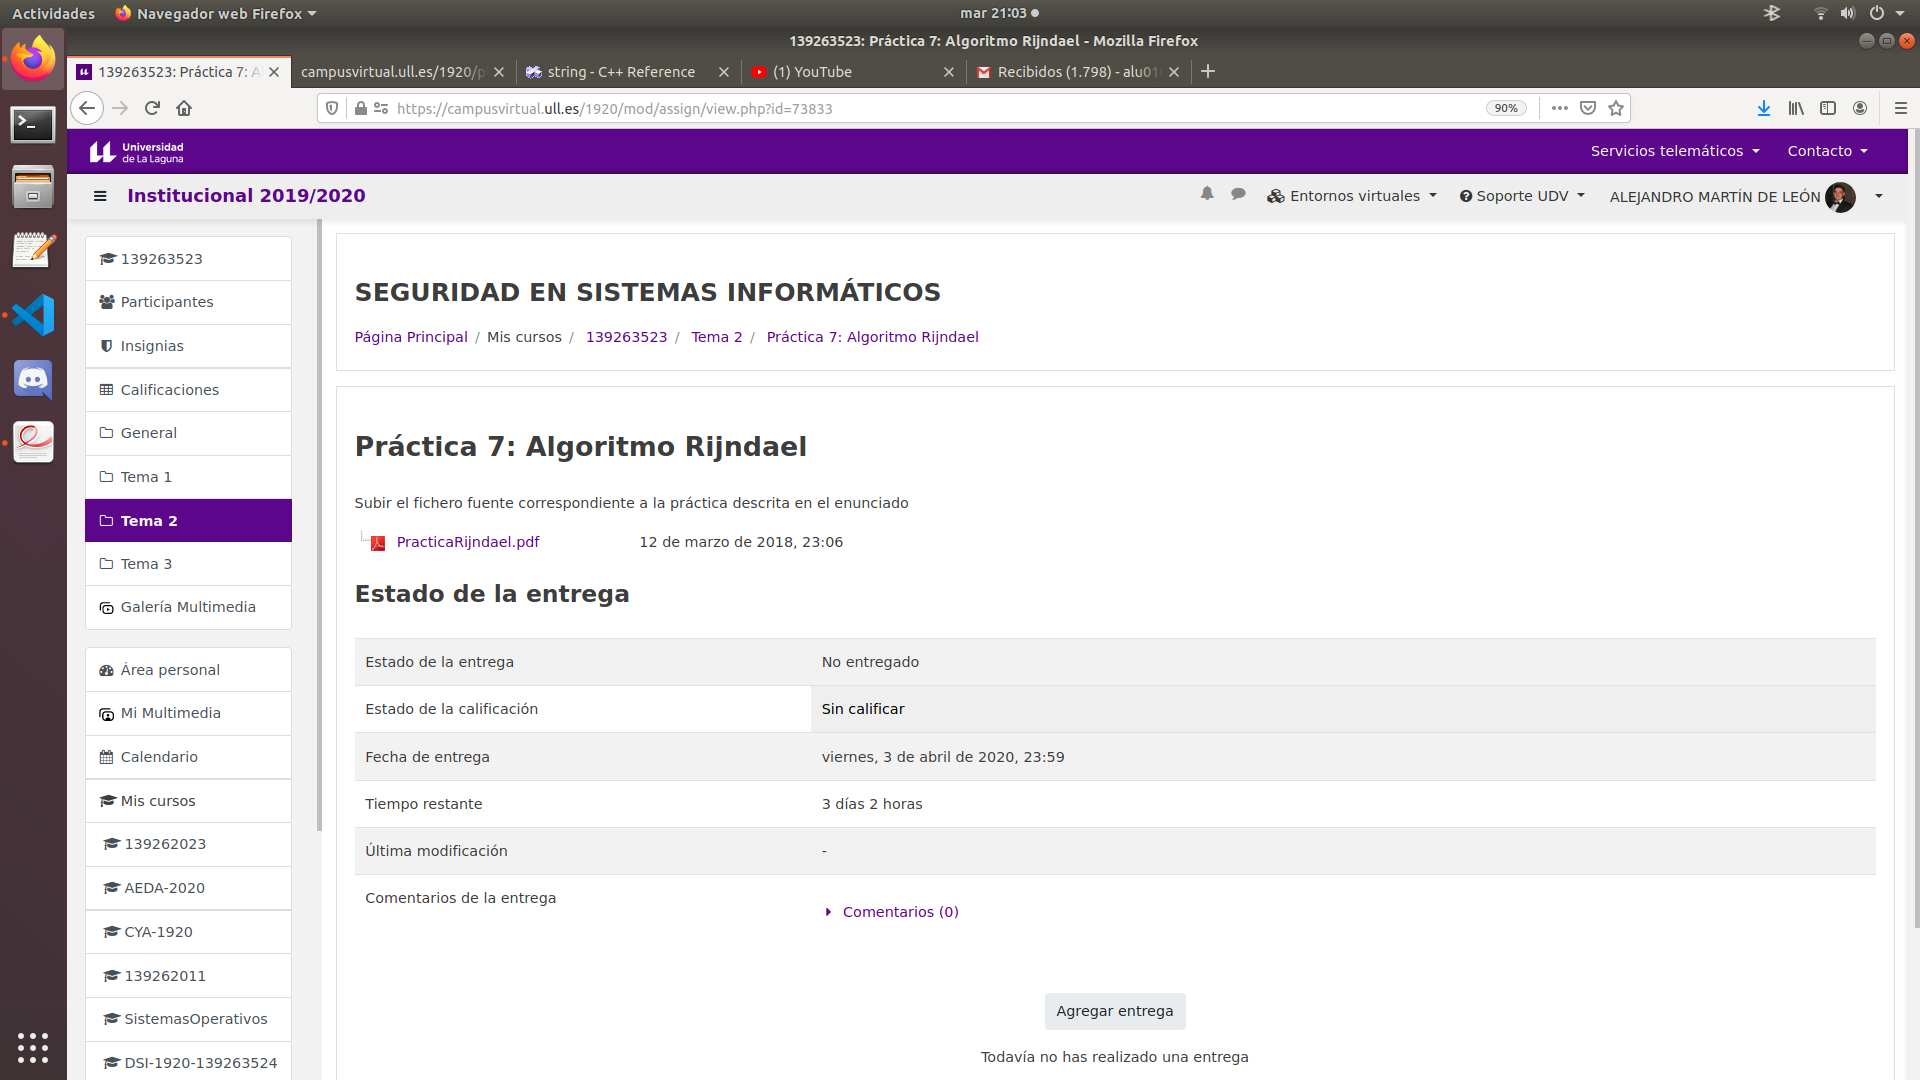 Actividades
Navegador web Firefox
mar 21:03
139263523: Práctica 7: Algoritmo Rijndael - Mozilla Firefox
139263523: Práctica 7: A
campusvirtual.ull.es/1920/p
string - C++ Reference
(1) YouTube
Recibidos (1.798) - alu01
https://campusvirtual.ull.es/1920/mod/assign/view.php?id=73833
90%
Universidad
de La Laguna
Servicios telemáticos
Contacto
Institucional 2019/2020
Entornos virtuales
Soporte UDV
ALEJANDRO MARTÍN DE LEÓN
139263523
Participantes
Insignias
Calificaciones
General
Tema 1
Tema 2
Tema 3
Galería Multimedia
Área personal
Mi Multimedia
Calendario
Mis cursos
139262023
AEDA-2020
CYA-1920
139262011
SistemasOperativos
DSI-1920-139263524
SEGURIDAD EN SISTEMAS INFORMÁTICOS
Página Principal / Mis cursos / 139263523 / Tema 2 / Práctica 7: Algoritmo Rijndael
Práctica 7: Algoritmo Rijndael
Subir el fichero fuente correspondiente a la práctica descrita en el enunciado
PracticaRijndael.pdf 12 de marzo de 2018, 23:06
Estado de la entrega
Estado de la entrega No entregado
Estado de la calificación Sin calificar
Fecha de entrega viernes, 3 de abril de 2020, 23:59
Tiempo restante 3 días 2 horas
Última modificación -
Comentarios de la entrega
Comentarios (0)
Agregar entrega
Todavía no has realizado una entrega